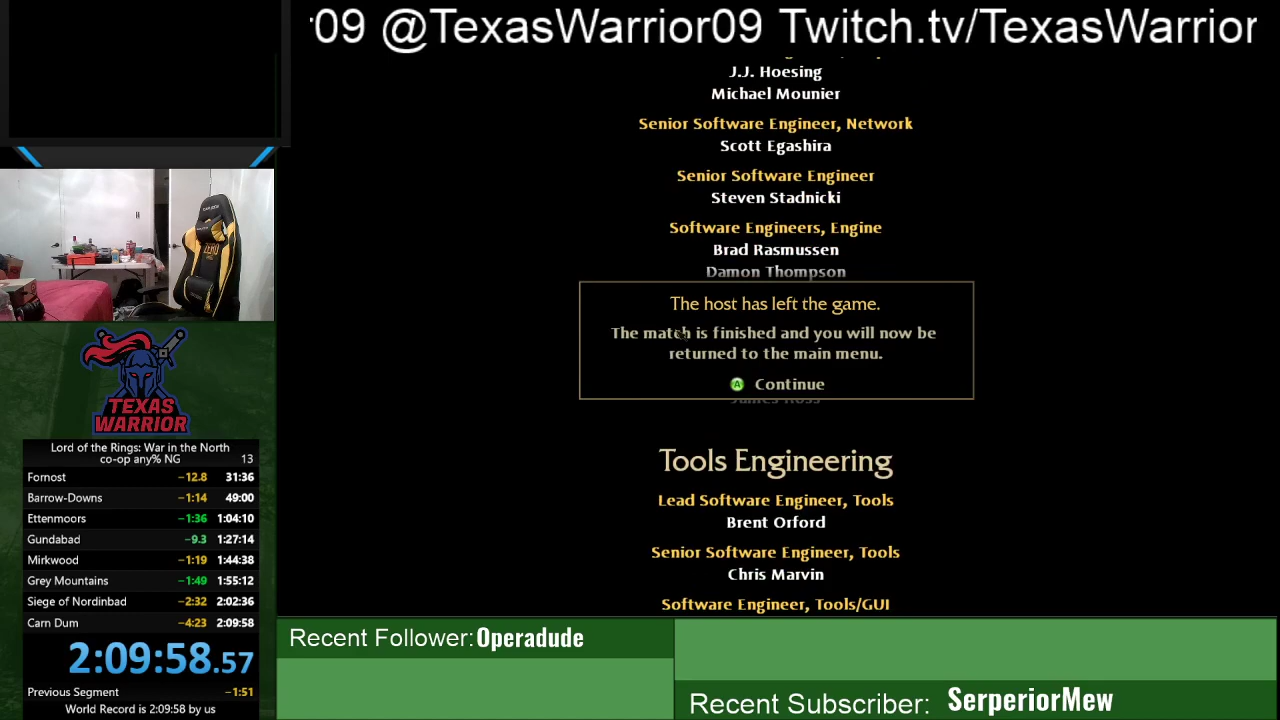 '09 @TexasWarrior09 Twitch.tv/TexasWarrior
J.J. Hoesing
Michael Mounier
Senior Software Engineer, Network
Scott Egashira
Senior Software Engineer
Steven Stadnicki
Software Engineers, Engine
Brad Rasmussen
Damon Thompson
The host has left the game.
The match is finished and you will now be
returned to the main menu.
A Continue
James Ross
Tools Engineering
Lead Software Engineer, Tools
Brent Orford
Senior Software Engineer, Tools
Chris Marvin
Software Engineer, Tools/GUI
TEXAS
WARRIOR
Lord of the Rings: War in the North
co-op any% NG 13
Fornost −12.8 31:36
Barrow-Downs −1:14 49:00
Ettenmoors −1:36 1:04:10
Gundabad −9.3 1:27:14
Mirkwood −1:19 1:44:38
Grey Mountains −1:49 1:55:12
Siege of Nordinbad −2:32 2:02:36
Carn Dum −4:23 2:09:58
2:09:58.57
Previous Segment −1:51
World Record is 2:09:58 by us
Recent Follower: Operadude
Recent Subscriber: SerperiorMew